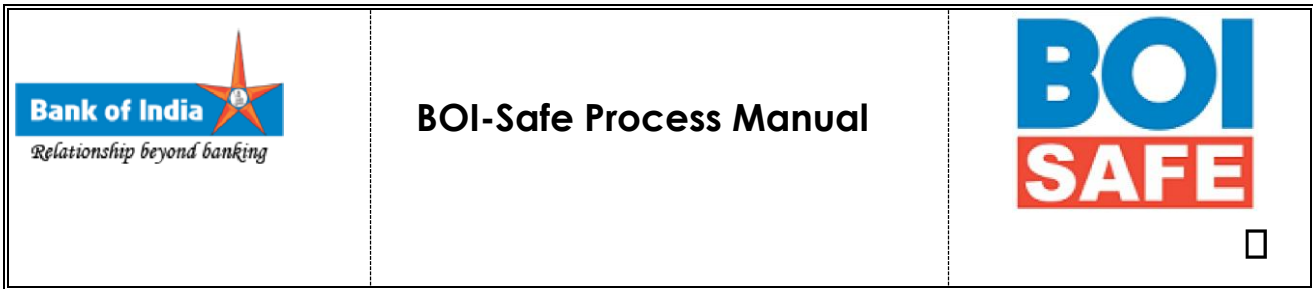 Bank of India
Relationship beyond banking
BOI-Safe Process Manual
BOI
SAFE